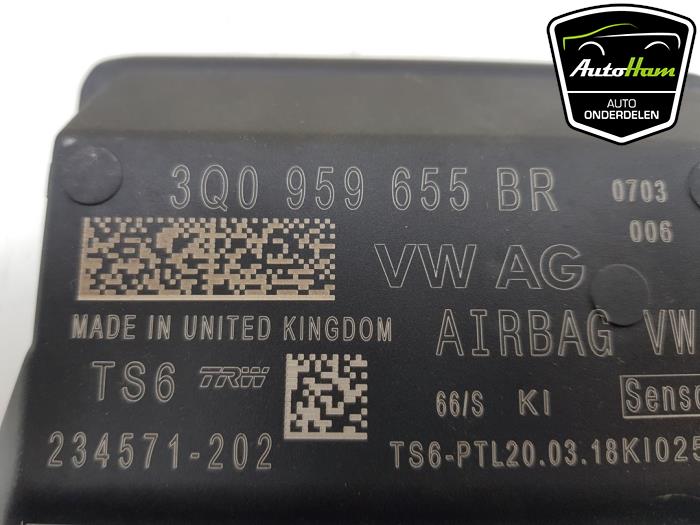 AutoHam
AUTO
ONDERDELEN
3Q0 959 655 BR
0703
006
VW AG
MADE IN UNITED KINGDOM
AIRBAG VW
TS6 TRW
66/S KI
234571-202
TS6-PTL20.03.18KI025